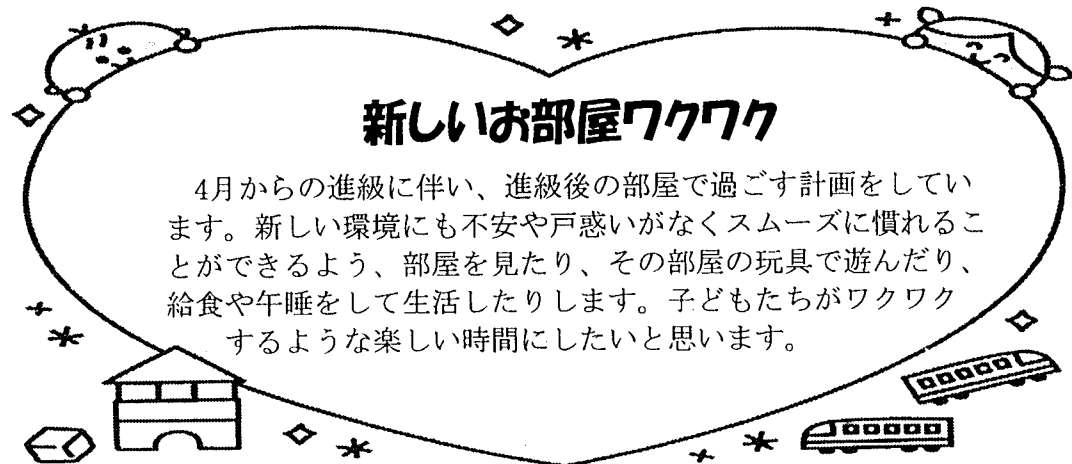 新しいお部屋ワクワク
4月からの進級に伴い、進級後の部屋で過ごす計画をしてい
ます。新しい環境にも不安や戸惑いがなくスムーズに慣れるこ
とができるよう、部屋を見たり、その部屋の玩具で遊んだり、
給食や午睡をして生活したりします。子どもたちがワクワク
するような楽しい時間にしたいと思います。